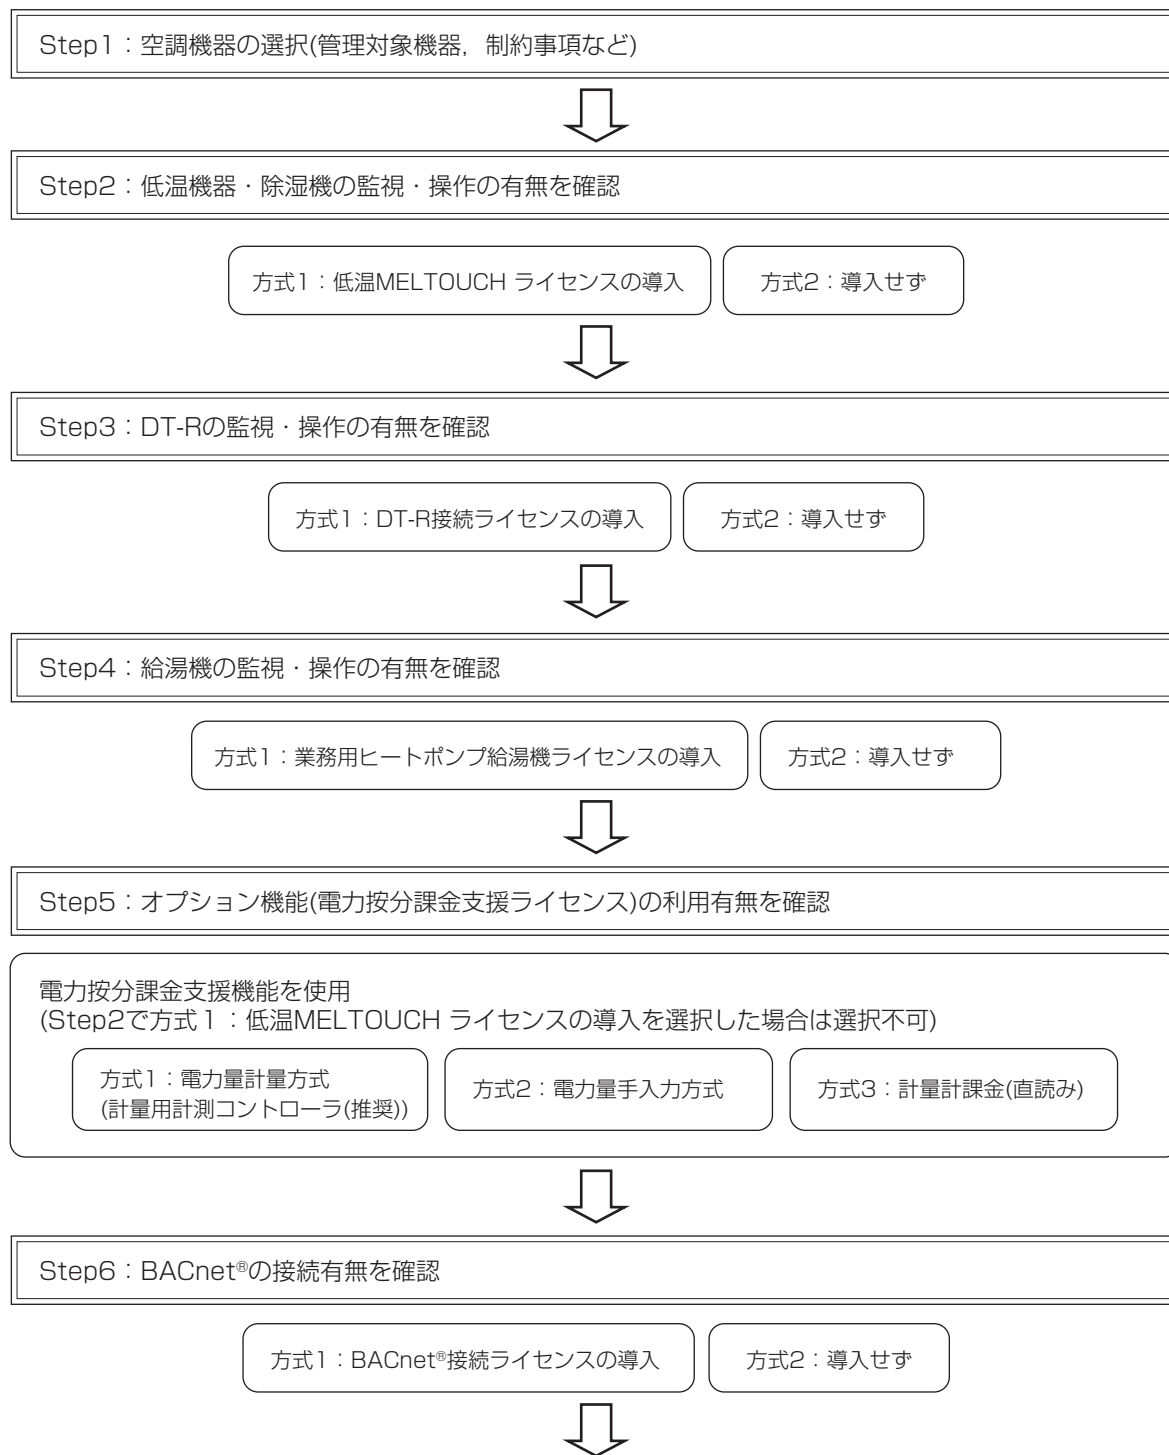 Step1：空調機器の選択(管理対象機器，制約事項など)
Step2：低温機器・除湿機の監視・操作の有無を確認
方式1：低温MELTOUCH ライセンスの導入
方式2：導入せず
Step3：DT-Rの監視・操作の有無を確認
方式1：DT-R接続ライセンスの導入
方式2：導入せず
Step4：給湯機の監視・操作の有無を確認
方式1：業務用ヒートポンプ給湯機ライセンスの導入
方式2：導入せず
Step5：オプション機能(電力按分課金支援ライセンス)の利用有無を確認
電力按分課金支援機能を使用
(Step2で方式１：低温MELTOUCH ライセンスの導入を選択した場合は選択不可)
方式1：電力量計量方式
(計量用計測コントローラ(推奨))
方式2：電力量手入力方式
方式3：計量計課金(直読み)
Step6：BACnet®の接続有無を確認
方式1：BACnet®接続ライセンスの導入
方式2：導入せず